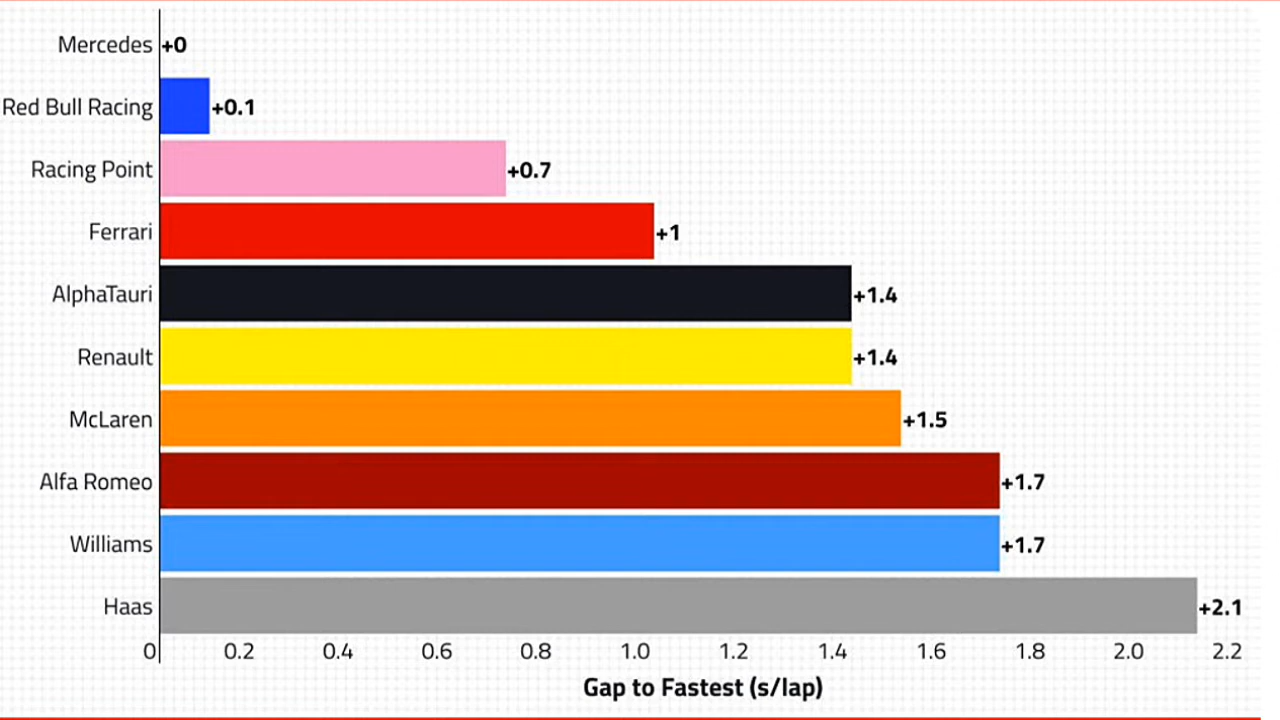 Mercedes +0
Red Bull Racing +0.1
Racing Point +0.7
Ferrari +1
AlphaTauri +1.4
Renault +1.4
McLaren +1.5
Alfa Romeo +1.7
Williams +1.7
Haas +2.1
0 0.2 0.4 0.6 0.8 1.0 1.2 1.4 1.6 1.8 2.0 2.2
Gap to Fastest (s/lap)